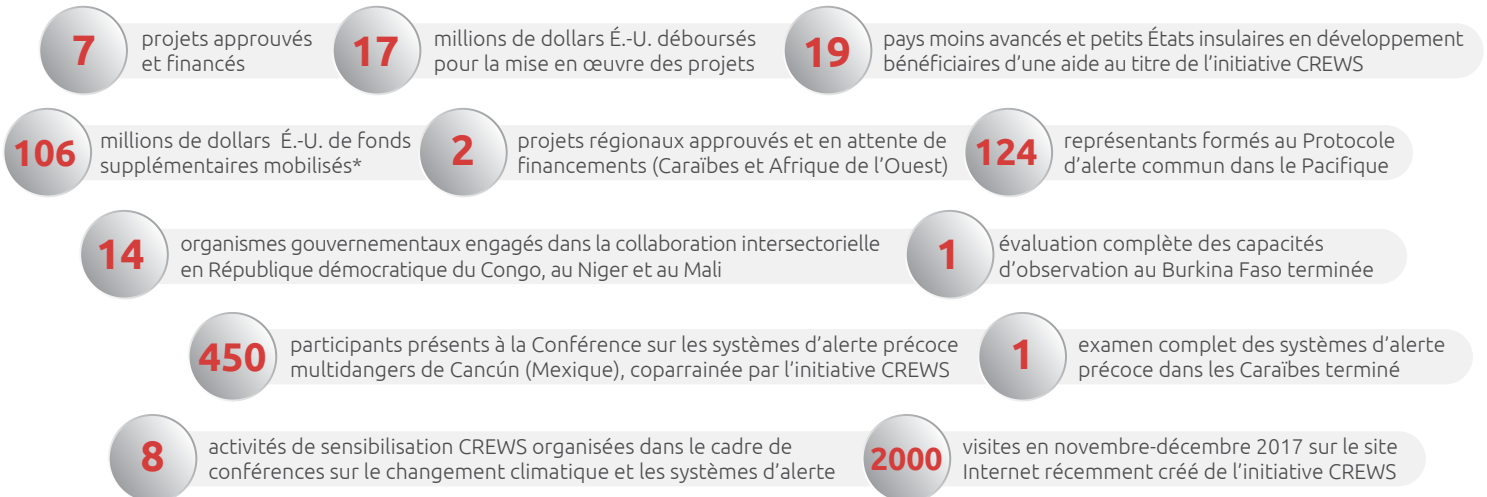 7
projets approuvés
et financés
17
millions de dollars É.-U. déboursés
pour la mise en œuvre des projets
19
pays moins avancés et petits États insulaires en développement
bénéficiaires d’une aide au titre de l’initiative CREWS
106
millions de dollars É.-U. de fonds
supplémentaires mobilisés*
2
projets régionaux approuvés et en attente de
financements (Caraïbes et Afrique de l’Ouest)
124
représentants formés au Protocole
d’alerte commun dans le Pacifique
14
organismes gouvernementaux engagés dans la collaboration intersectorielle
en République démocratique du Congo, au Niger et au Mali
1
évaluation complète des capacités
d’observation au Burkina Faso terminée
450
participants présents à la Conférence sur les systèmes d’alerte précoce
multidangers de Cancún (Mexique), coparrainée par l’initiative CREWS
1
examen complet des systèmes d’alerte
précoce dans les Caraïbes terminé
8
activités de sensibilisation CREWS organisées dans le cadre de
conférences sur le changement climatique et les systèmes d’alerte
2000
visites en novembre-décembre 2017 sur le site
Internet récemment créé de l’initiative CREWS